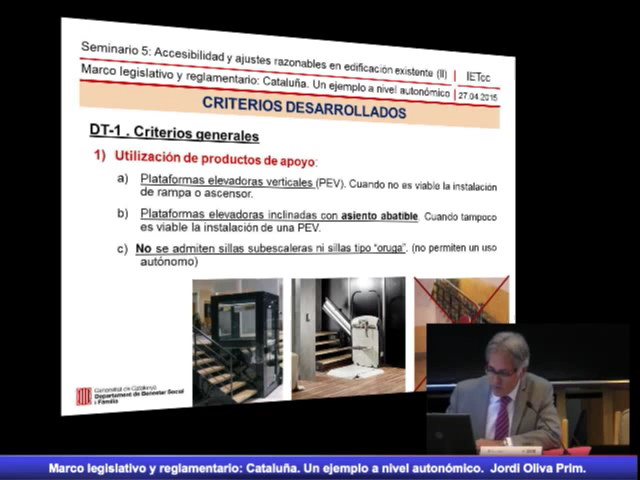 Seminario 5: Accesibilidad y ajustes razonables en edificación existente (II)
IETcc
Marco legislativo y reglamentario: Cataluña. Un ejemplo a nivel autonómico
27.04.2015
CRITERIOS DESARROLLADOS
DT-1 . Criterios generales
1) Utilización de productos de apoyo:
a) Plataformas elevadoras verticales (PEV). Cuando no es viable la instalación
de rampa o ascensor.
b) Plataformas elevadoras inclinadas con asiento abatible. Cuando tampoco
es viable la instalación de una PEV.
c) No se admiten sillas subescaleras ni sillas tipo "oruga". (no permiten un uso
autónomo)
Generalitat de Catalunya
Departament de Benestar Social
i Família
Marco legislativo y reglamentario: Cataluña. Un ejemplo a nivel autonómico. Jordi Oliva Prim.